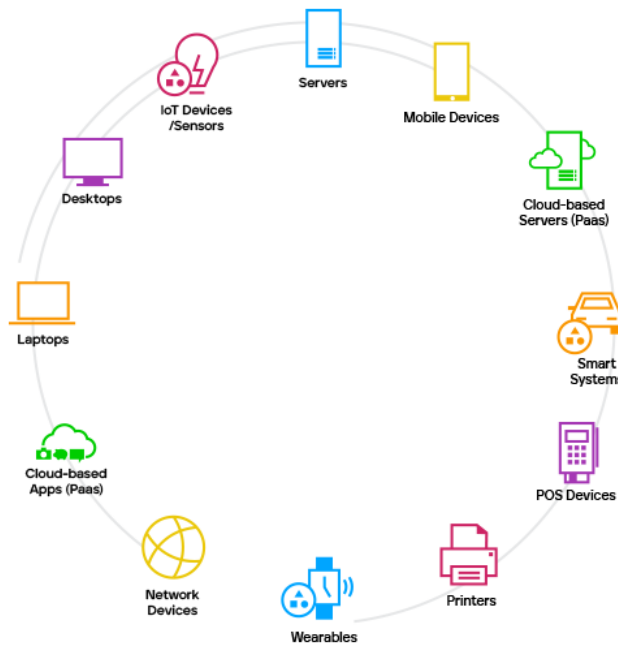 Servers
Mobile Devices
Cloud-based
Servers (Paas)
Smart
Systems
POS Devices
Printers
Wearables
Network
Devices
Cloud-based
Apps (Paas)
Laptops
Desktops
IoT Devices
/Sensors